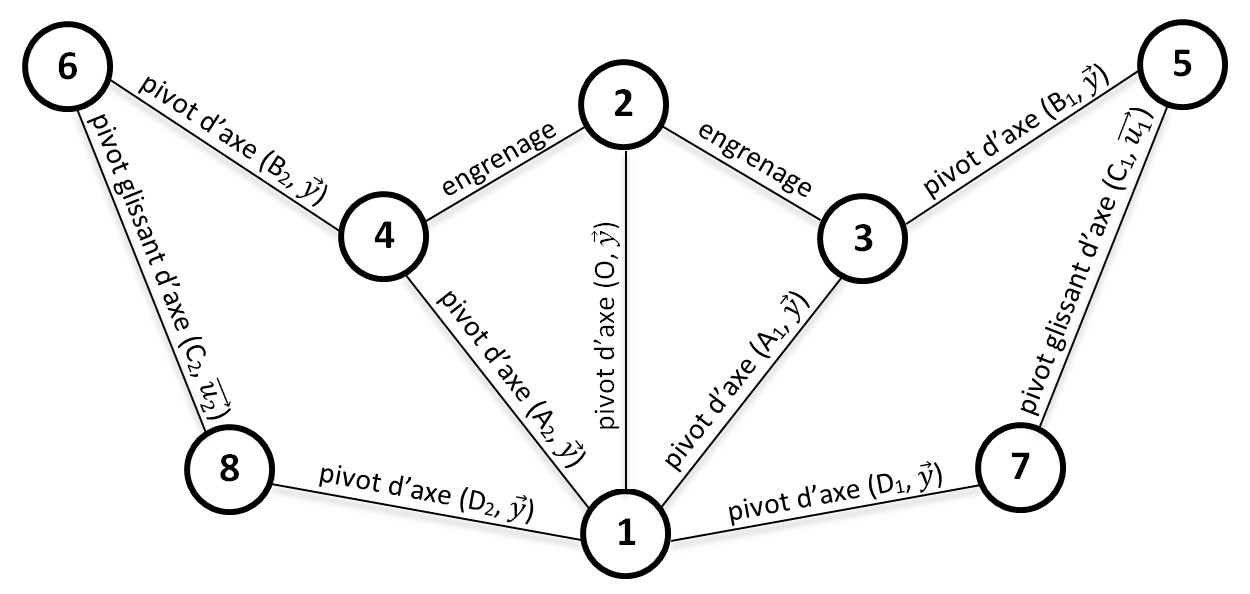 6
5
2
pivot d’axe (B₂, y⃗)
engrenage
engrenage
pivot d’axe (B₁, y⃗)
pivot glissant d’axe (C₂, u₂⃗)
pivot glissant d’axe (C₁, u₁⃗)
4
3
pivot d’axe (A₂, y⃗)
pivot d’axe (O, y⃗)
pivot d’axe (A₁, y⃗)
8
7
pivot d’axe (D₂, y⃗)
pivot d’axe (D₁, y⃗)
1